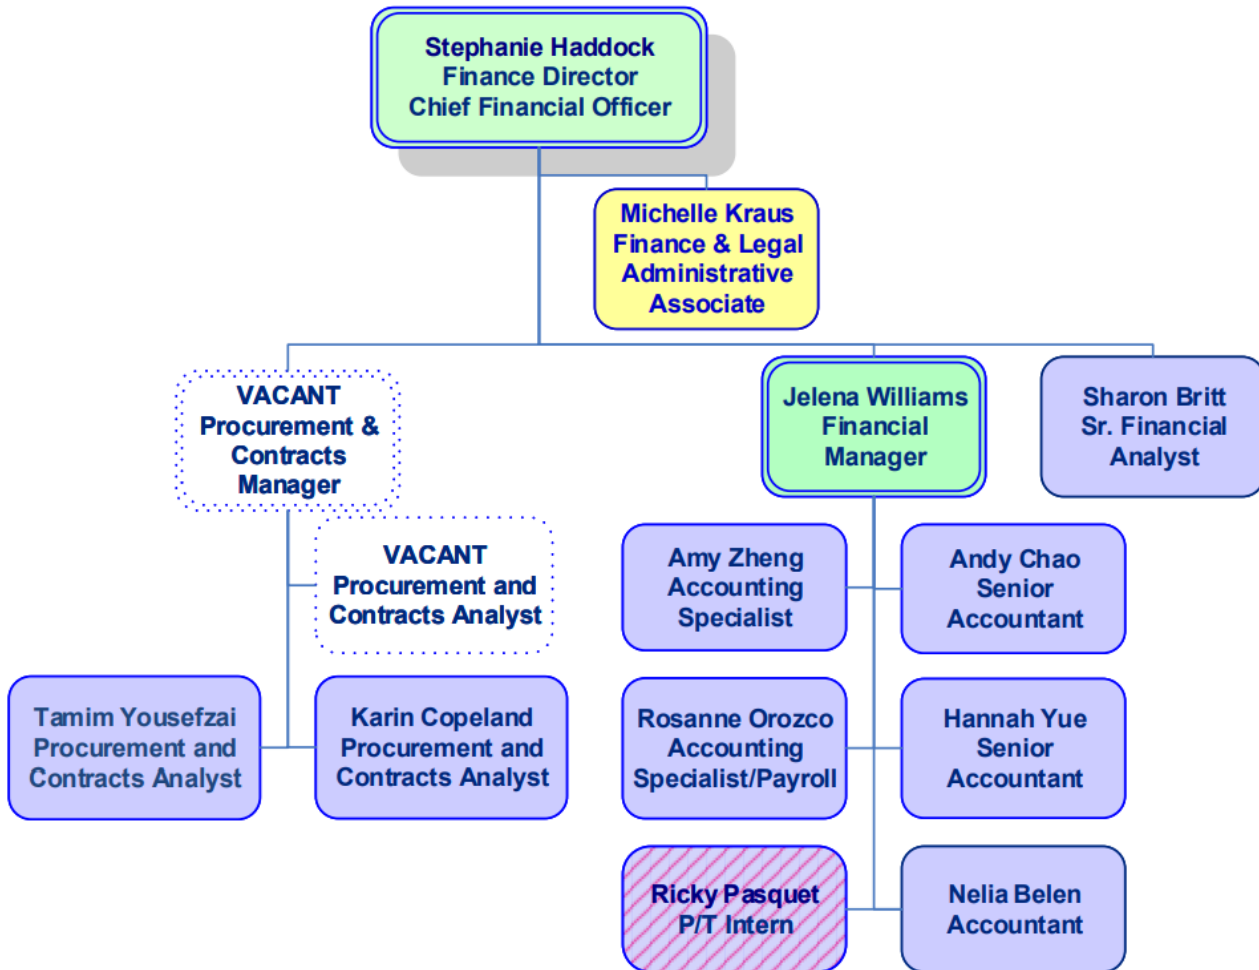 Stephanie Haddock
Finance Director
Chief Financial Officer
Michelle Kraus
Finance & Legal
Administrative
Associate
VACANT
Procurement &
Contracts
Manager
Jelena Williams
Financial
Manager
Sharon Britt
Sr. Financial
Analyst
VACANT
Procurement and
Contracts Analyst
Amy Zheng
Accounting
Specialist
Andy Chao
Senior
Accountant
Tamim Yousefzai
Procurement and
Contracts Analyst
Karin Copeland
Procurement and
Contracts Analyst
Rosanne Orozco
Accounting
Specialist/Payroll
Hannah Yue
Senior
Accountant
Ricky Pasquet
P/T Intern
Nelia Belen
Accountant